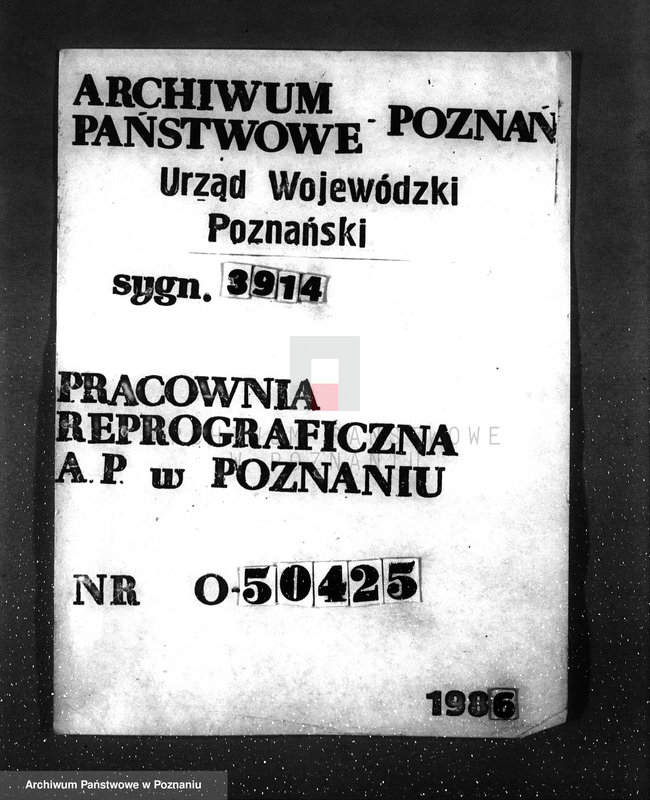 ARCHIWUM
PAŃSTWOWE - POZNAŃ
Urząd Wojewódzki
Poznański
sygn. 3914
PRACOWNIA
REPROGRAFICZNA
A.P. w POZNANIU
NR O-50425
1986
Archiwum Państwowe w Poznaniu